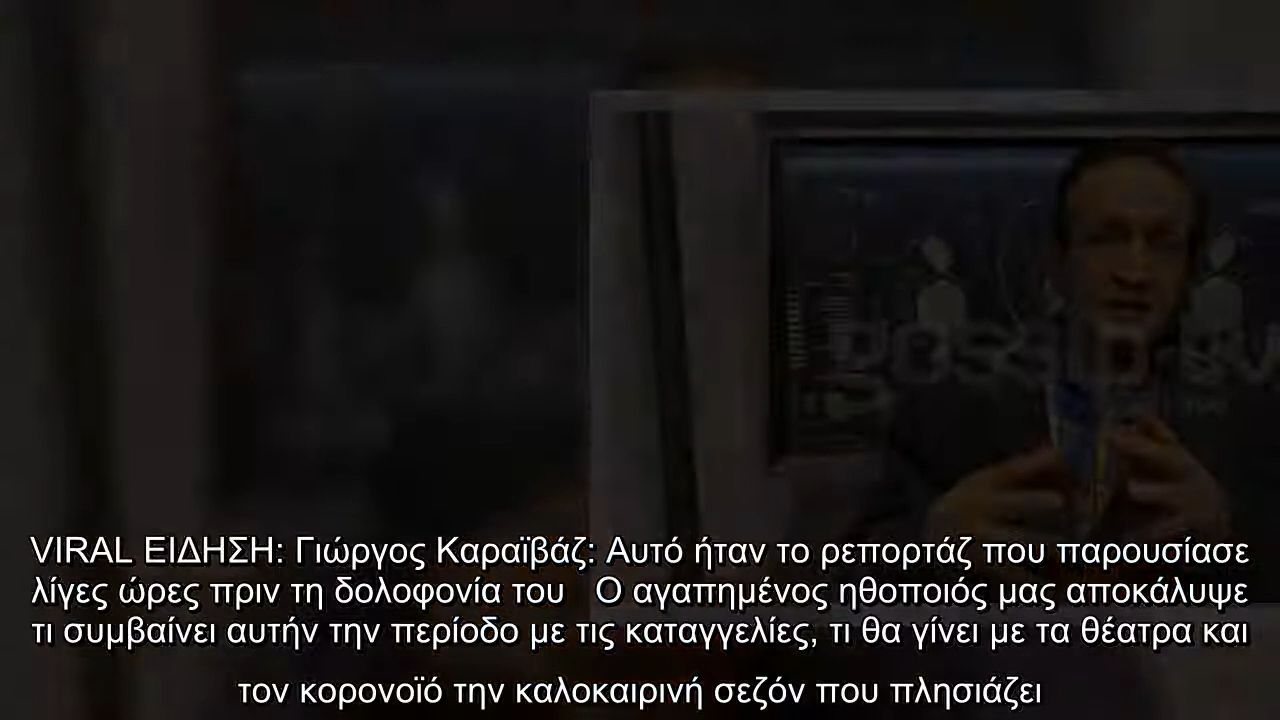 VIRAL ΕΙΔΗΣΗ: Γιώργος Καραϊβάζ: Αυτό ήταν το ρεπορτάζ που παρουσίασε
λίγες ώρες πριν τη δολοφονία του Ο αγαπημένος ηθοποιός μας αποκάλυψε
τι συμβαίνει αυτήν την περίοδο με τις καταγγελίες, τι θα γίνει με τα θέατρα και
τον κορονοϊό την καλοκαιρινή σεζόν που πλησιάζει